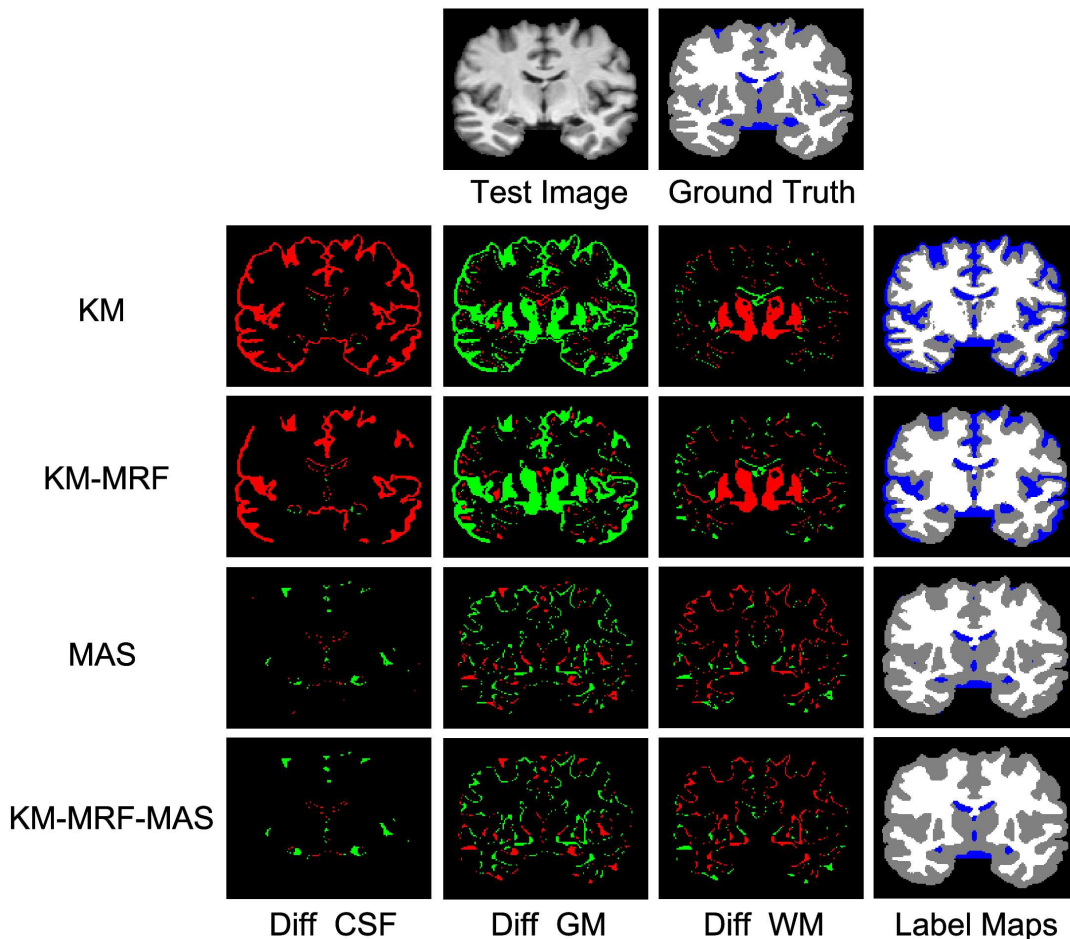 Test Image
Ground Truth
KM
KM-MRF
MAS
KM-MRF-MAS
Diff CSF
Diff GM
Diff WM
Label Maps